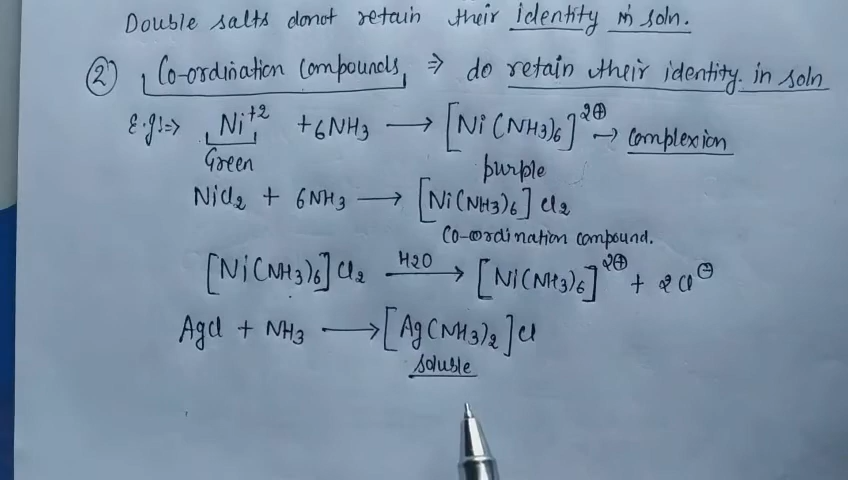 Double salts donot retain their identity in soln.
② Co-ordination compounds, ⇒ do retain their identity. in soln
E.gs⇒ Ni⁺² + 6NH3 ⟶ [Ni(NH3)6]²⊕ → complexion
Green purple
NiCl2 + 6NH3 ⟶ [Ni(NH3)6]Cl2
Co-ordination compound.
[Ni(NH3)6]Cl2 H2O ⟶ [Ni(NH3)6]²⊕ + 2Cl⊖
AgCl + NH3 ⟶ [Ag(NH3)2]Cl
soluble